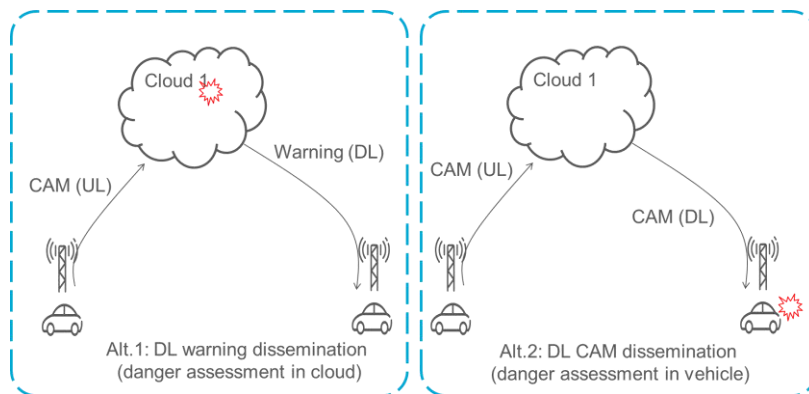 Cloud 1
Warning (DL)
CAM (UL)
Alt.1: DL warning dissemination
(danger assessment in cloud)
Cloud 1
CAM (UL)
CAM (DL)
Alt.2: DL CAM dissemination
(danger assessment in vehicle)